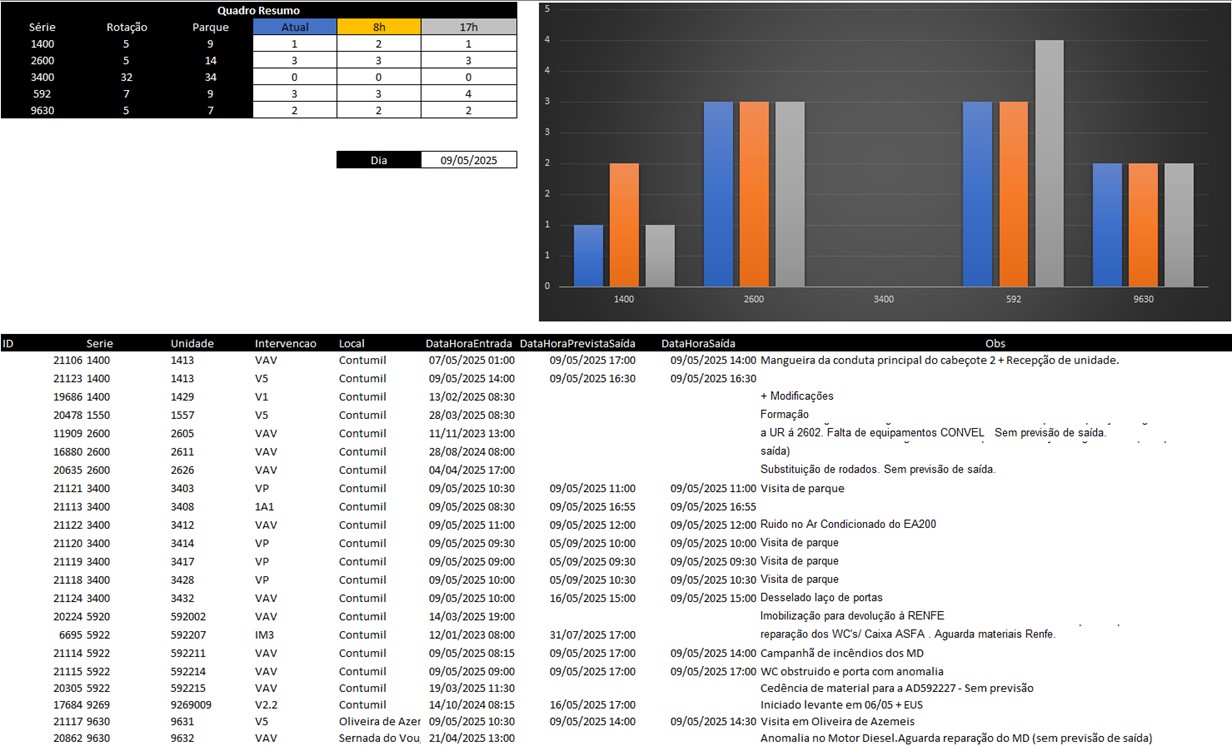 Quadro Resumo
Série Rotação Parque Atual 8h 17h
1400 5 9 1 2 1
2600 5 14 3 3 3
3400 32 34 0 0 0
592 7 9 3 3 4
9630 5 7 2 2 2
Dia 09/05/2025
5
4
4
3
3
2
2
1
1
0
1400 2600 3400 592 9630
ID Serie Unidade Intervencao Local DataHoraEntrada DataHoraPrevistaSaída DataHoraSaída Obs
21106 1400 1413 VAV Contumil 07/05/2025 01:00 09/05/2025 17:00 09/05/2025 14:00 Mangueira da conduta principal do cabeçote 2 + Recepção de unidade.
21123 1400 1413 V5 Contumil 09/05/2025 14:00 09/05/2025 16:30 09/05/2025 16:30
19686 1400 1429 V1 Contumil 13/02/2025 08:30 + Modificações
20478 1550 1557 V5 Contumil 28/03/2025 08:30 Formação
11909 2600 2605 VAV Contumil 11/11/2023 13:00 a UR á 2602. Falta de equipamentos CONVEL Sem previsão de saída.
16880 2600 2611 VAV Contumil 28/08/2024 08:00 saída)
20635 2600 2626 VAV Contumil 04/04/2025 17:00 Substituição de rodados. Sem previsão de saída.
21121 3400 3403 VP Contumil 09/05/2025 10:30 09/05/2025 11:00 09/05/2025 11:00 Visita de parque
21113 3400 3408 1A1 Contumil 09/05/2025 08:30 09/05/2025 16:55 09/05/2025 16:55
21122 3400 3412 VAV Contumil 09/05/2025 11:00 09/05/2025 12:00 09/05/2025 12:00 Ruido no Ar Condicionado do EA200
21120 3400 3414 VP Contumil 09/05/2025 09:30 05/09/2025 10:00 09/05/2025 10:00 Visita de parque
21119 3400 3417 VP Contumil 09/05/2025 09:00 05/09/2025 09:30 09/05/2025 09:30 Visita de parque
21118 3400 3428 VP Contumil 09/05/2025 10:00 05/09/2025 10:30 09/05/2025 10:30 Visita de parque
21124 3400 3432 VAV Contumil 09/05/2025 10:00 16/05/2025 15:00 09/05/2025 15:00 Desselado laço de portas
20224 5920 592002 VAV Contumil 14/03/2025 19:00 Imobilização para devolução à RENFE
6695 5922 592207 IM3 Contumil 12/01/2023 08:00 31/07/2025 17:00 reparação dos WC's/ Caixa ASFA . Aguarda materiais Renfe.
21114 5922 592211 VAV Contumil 09/05/2025 08:15 09/05/2025 17:00 09/05/2025 14:00 Campanhã de incêndios dos MD
21115 5922 592214 VAV Contumil 09/05/2025 09:00 09/05/2025 17:00 09/05/2025 17:00 WC obstruido e porta com anomalia
20305 5922 592215 VAV Contumil 19/03/2025 11:30 Cedência de material para a AD592227 - Sem previsão
17684 9269 9269009 V2.2 Contumil 14/10/2024 08:15 16/05/2025 17:00 Iniciado levante em 06/05 + EUS
21117 9630 9631 V5 Oliveira de Azer 09/05/2025 10:30 09/05/2025 14:00 09/05/2025 14:30 Visita em Oliveira de Azemeis
20862 9630 9632 VAV Sernada do Vou 21/04/2025 13:00 Anomalia no Motor Diesel.Aguarda reparação do MD (sem previsão de saída)